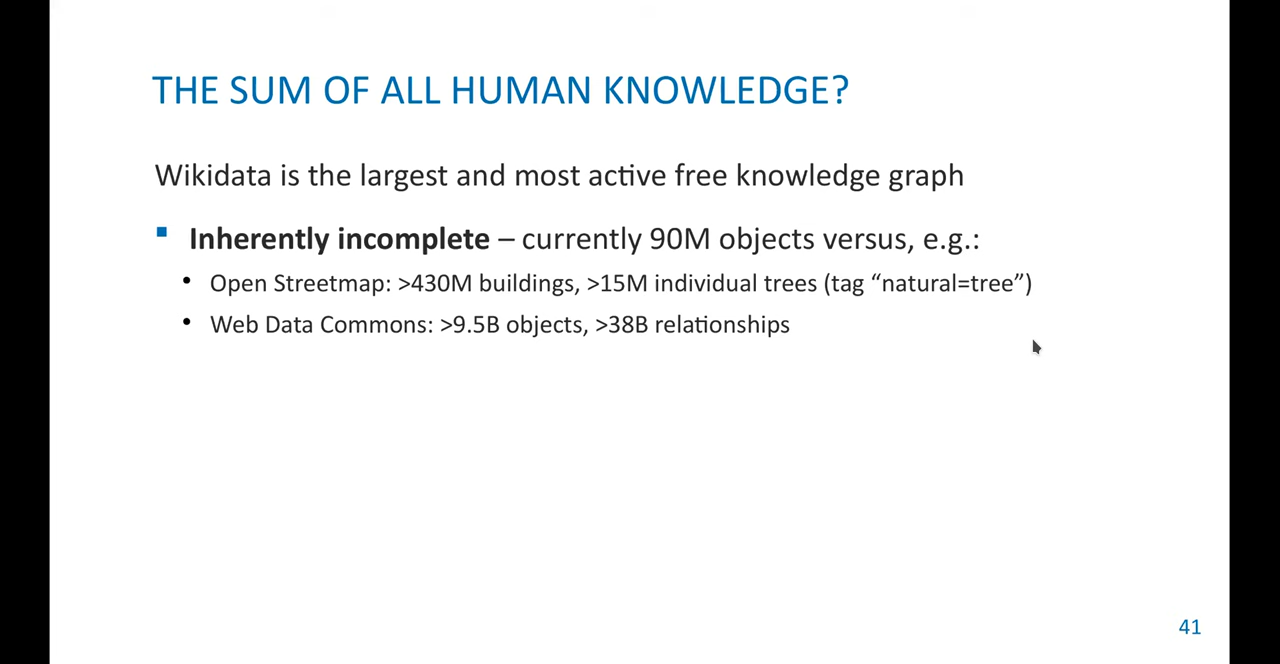 THE SUM OF ALL HUMAN KNOWLEDGE?
Wikidata is the largest and most active free knowledge graph
▪ Inherently incomplete – currently 90M objects versus, e.g.:
• Open Streetmap: >430M buildings, >15M individual trees (tag “natural=tree”)
• Web Data Commons: >9.5B objects, >38B relationships
41